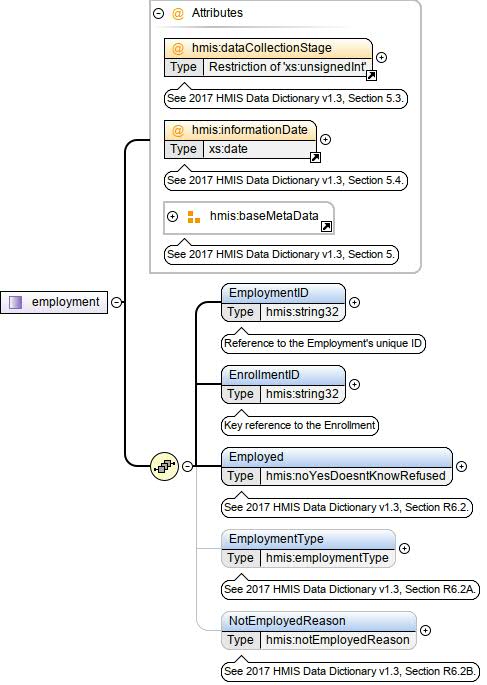 Attributes
hmis:dataCollectionStage
Type Restriction of 'xs:unsignedInt'
See 2017 HMIS Data Dictionary v1.3, Section 5.3.
hmis:informationDate
Type xs:date
See 2017 HMIS Data Dictionary v1.3, Section 5.4.
hmis:baseMetaData
See 2017 HMIS Data Dictionary v1.3, Section 5.
employment
EmploymentID
Type hmis:string32
Reference to the Employment's unique ID
EnrollmentID
Type hmis:string32
Key reference to the Enrollment
Employed
Type hmis:noYesDoesntKnowRefused
See 2017 HMIS Data Dictionary v1.3, Section R6.2.
EmploymentType
Type hmis:employmentType
See 2017 HMIS Data Dictionary v1.3, Section R6.2A.
NotEmployedReason
Type hmis:notEmployedReason
See 2017 HMIS Data Dictionary v1.3, Section R6.2B.